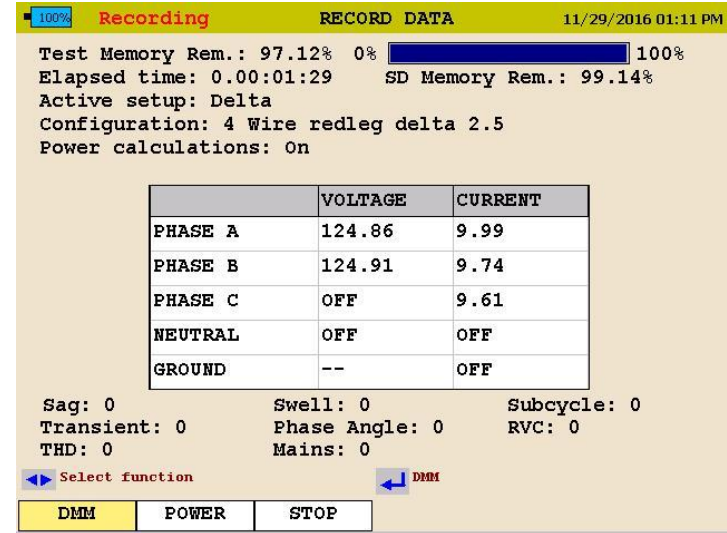 100% Recording RECORD DATA 11/29/2016 01:11 PM
Test Memory Rem.: 97.12% 0% 100%
Elapsed time: 0.00:01:29 SD Memory Rem.: 99.14%
Active setup: Delta
Configuration: 4 Wire redleg delta 2.5
Power calculations: On
VOLTAGE CURRENT
PHASE A 124.86 9.99
PHASE B 124.91 9.74
PHASE C OFF 9.61
NEUTRAL OFF OFF
GROUND -- OFF
Sag: 0 Swell: 0 Subcycle: 0
Transient: 0 Phase Angle: 0 RVC: 0
THD: 0 Mains: 0
Select function DMM
DMM POWER STOP